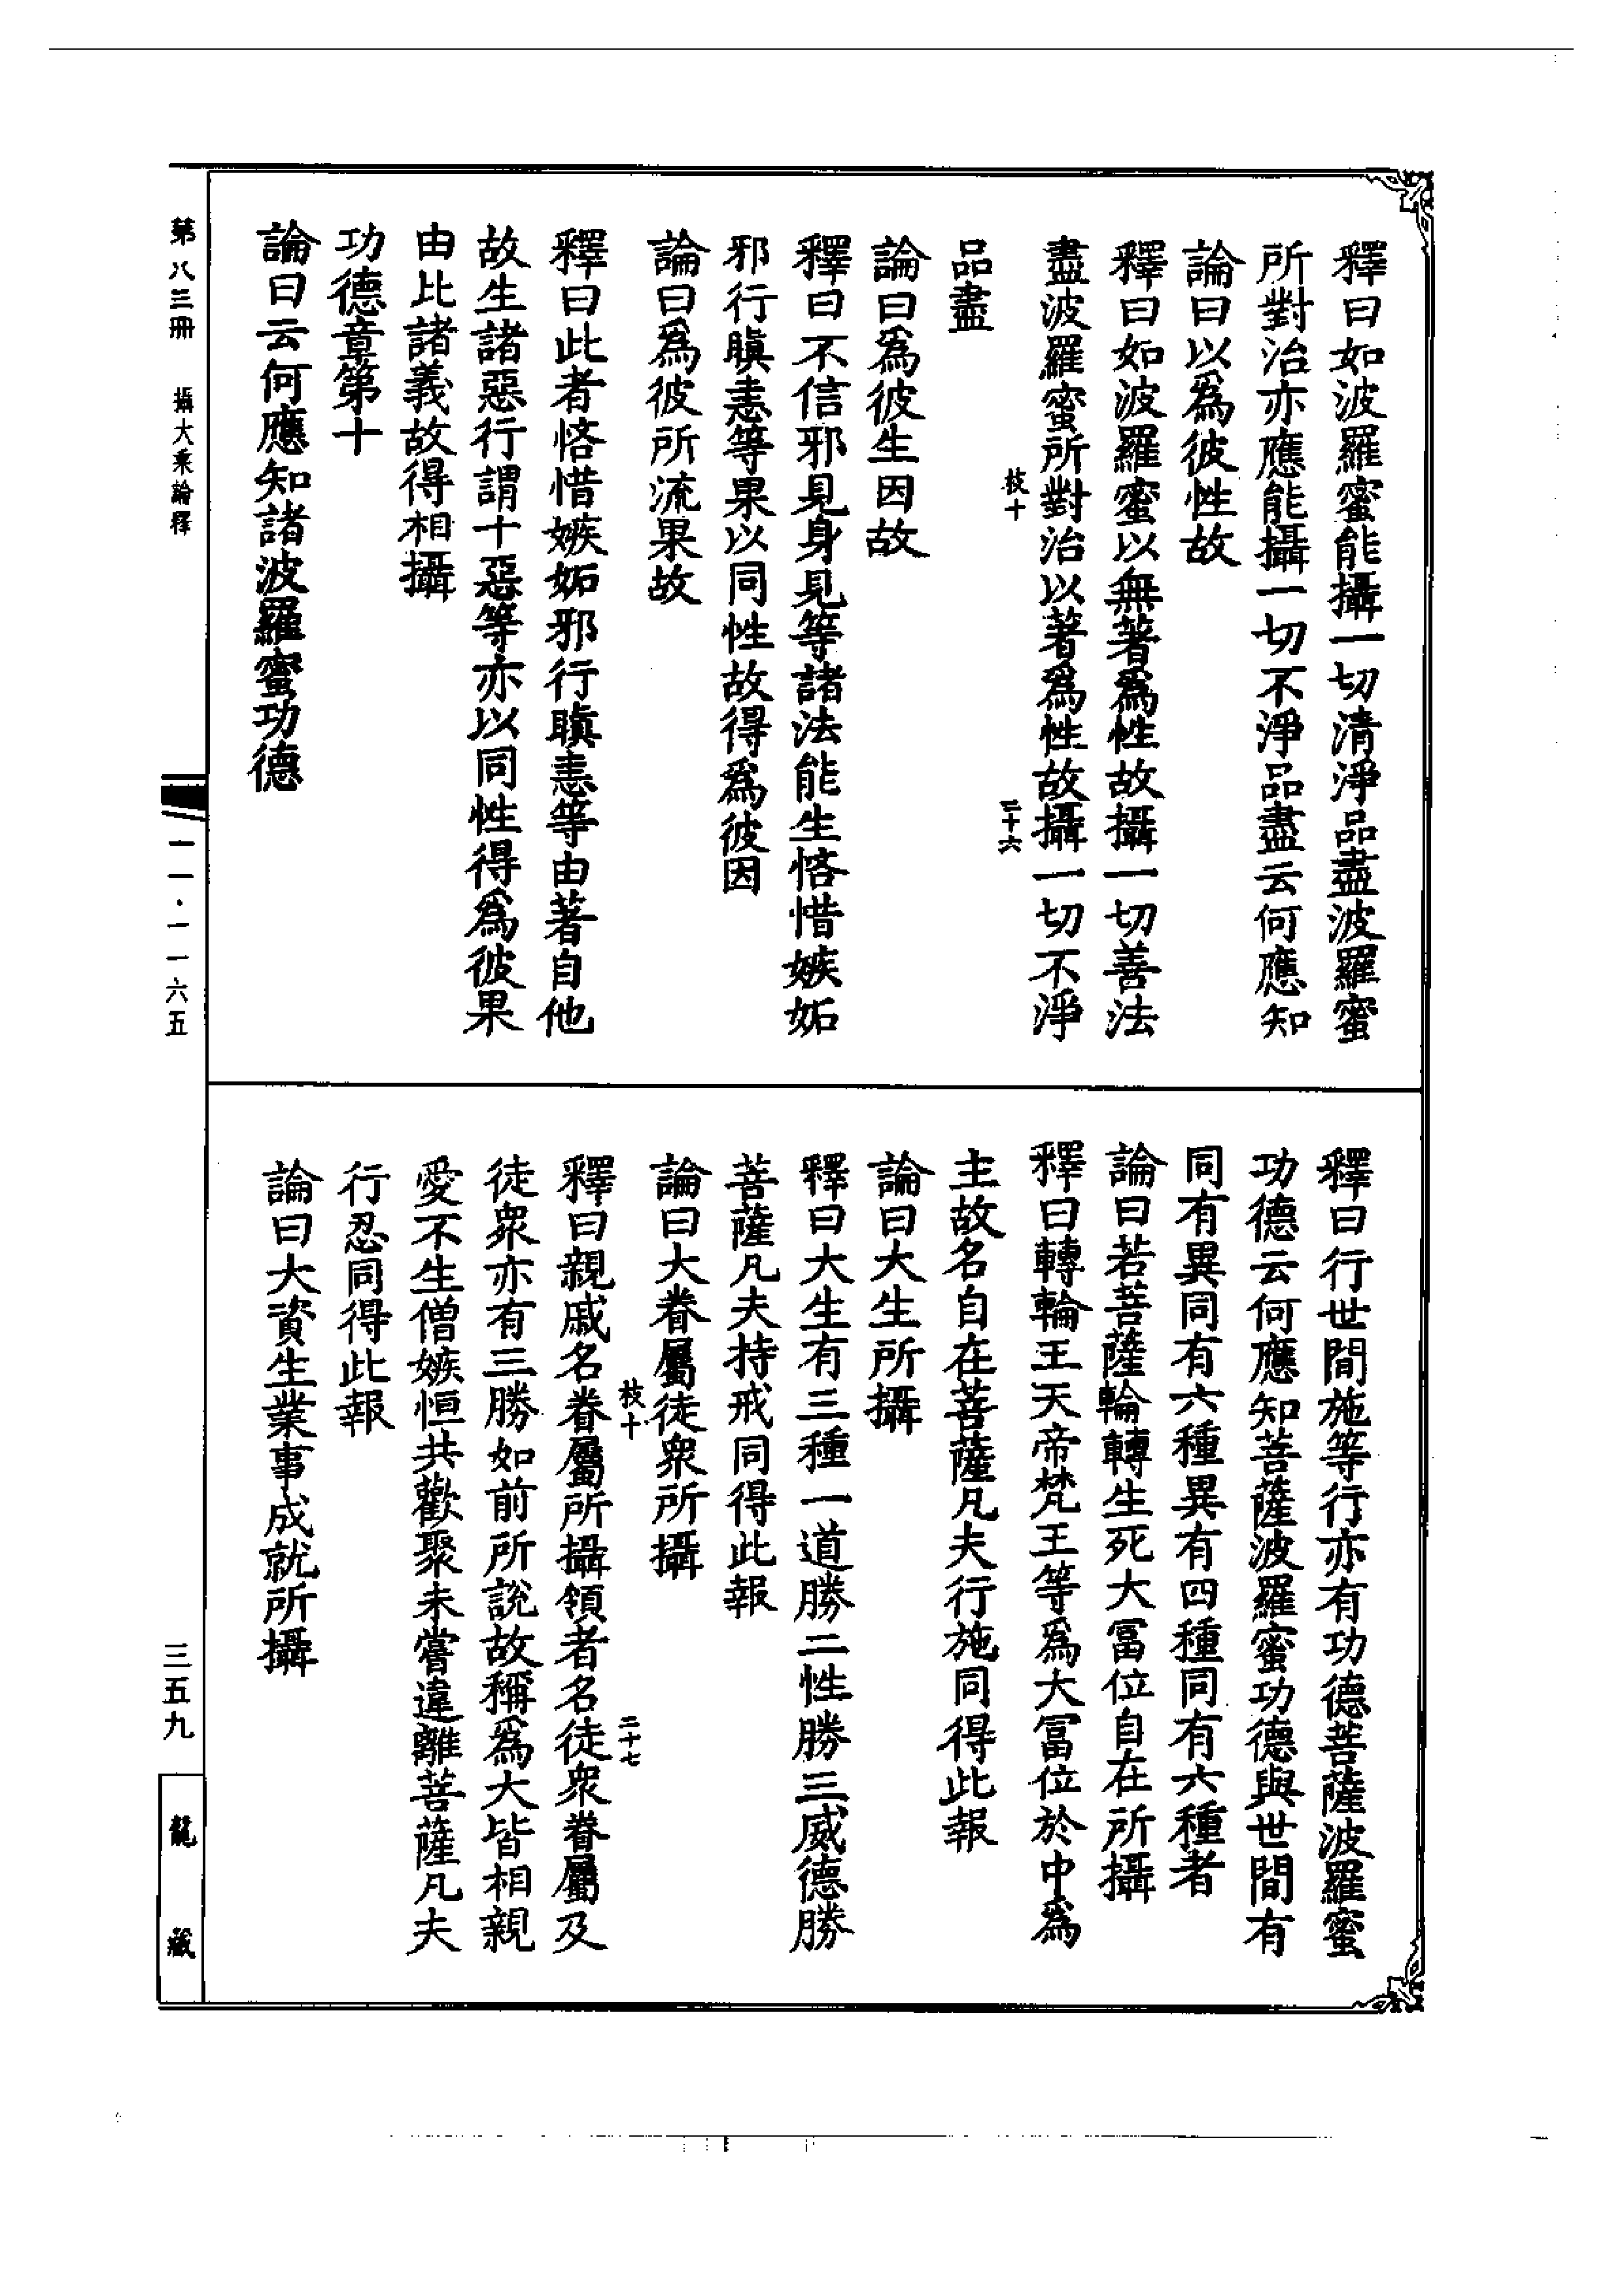 釋曰如波羅蜜能攝一切清淨品盡波羅蜜
所對治亦應能攝一切不淨品盡云何應知
論曰以爲彼性故
釋曰如波羅蜜以無著爲性故攝一切善法
盡波羅蜜所對治以著爲性故攝一切不淨
枝十
二十六
品盡
論曰爲彼生因故
釋曰不信邪見身見等諸法能生悋惜嫉妬
邪行瞋恚等果以同性故得爲彼因
論曰爲彼所流果故
釋曰此者悋惜嫉妬邪行瞋恚等由著自他
故生諸惡行謂十惡等亦以同性得爲彼果
由比諸義故得相攝
功德章第十
論曰云何應知諸波羅蜜功德
釋曰行世間施等行亦有功德菩薩波羅蜜
功德云何應知菩薩波羅蜜功德與世間有
同有異同有六種異有四種同有六種者
論曰若菩薩輪轉生死大冨位自在所攝
釋曰轉輪王天帝梵王等爲大冨位於中爲
主故名自在菩薩凡夫行施同得此報
論曰大生所攝
釋曰大生有三種一道勝二性勝三威德勝
菩薩凡夫持戒同得此報
論曰大眷屬徒衆所攝
枝十
二十七
釋曰親戚名眷屬所攝領者名徒衆眷屬及
徒衆亦有三勝如前所說故稱爲大皆相親
愛不生僧嫉恒共歡聚未嘗違離菩薩凡夫
行忍同得此報
論曰大資生業事成就所攝
第八三冊
攝大乘論釋
一一·一一六五
三五九
龍藏